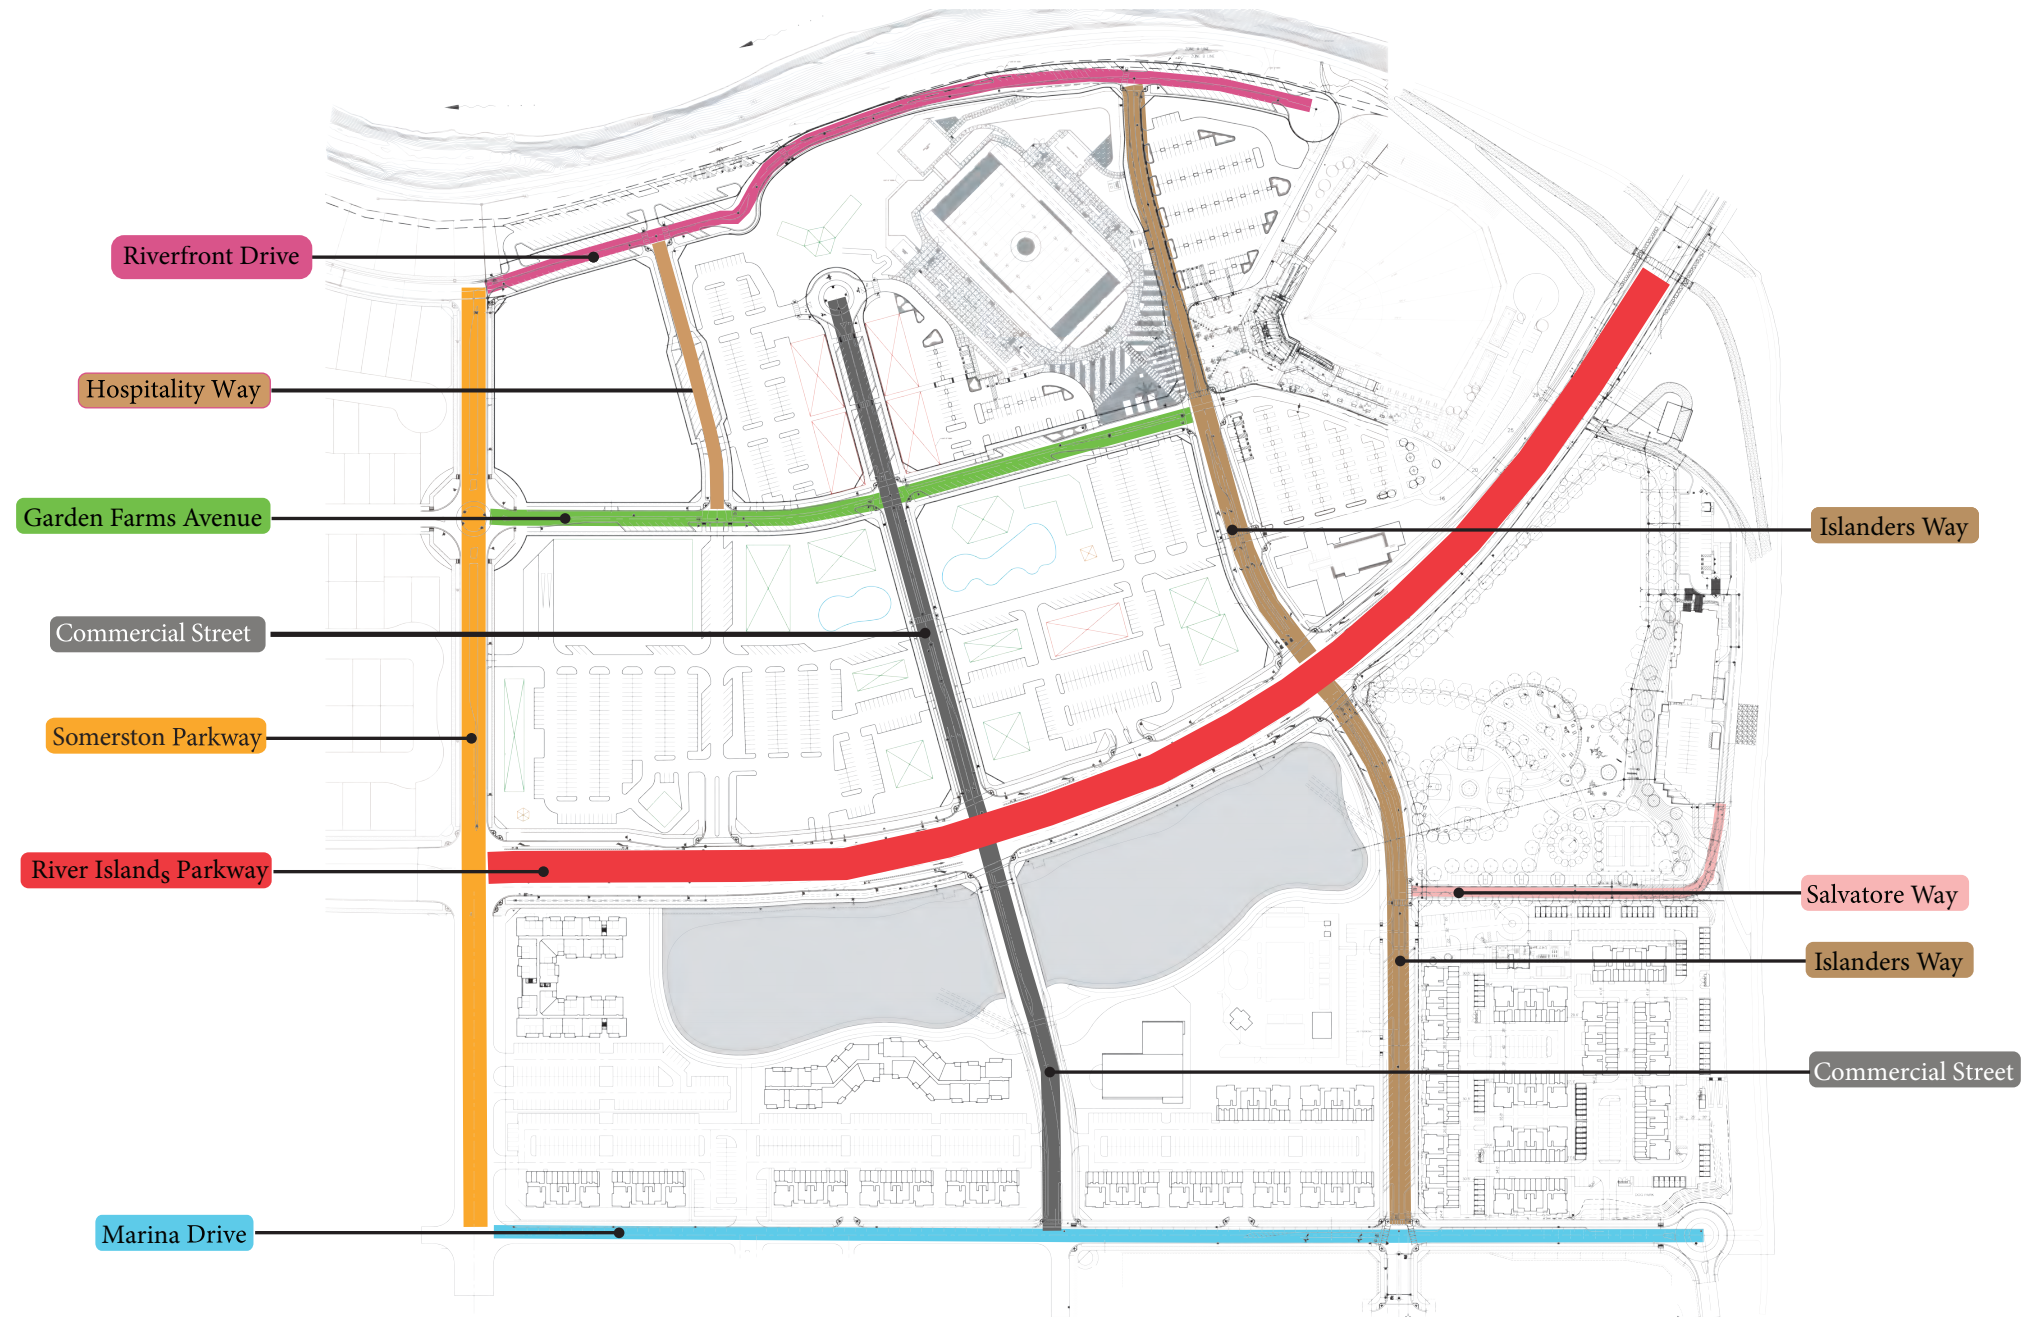 Riverfront Drive
Hospitality Way
Garden Farms Avenue
Islanders Way
Commercial Street
Somerston Parkway
River Islands Parkway
Salvatore Way
Islanders Way
Commercial Street
Marina Drive